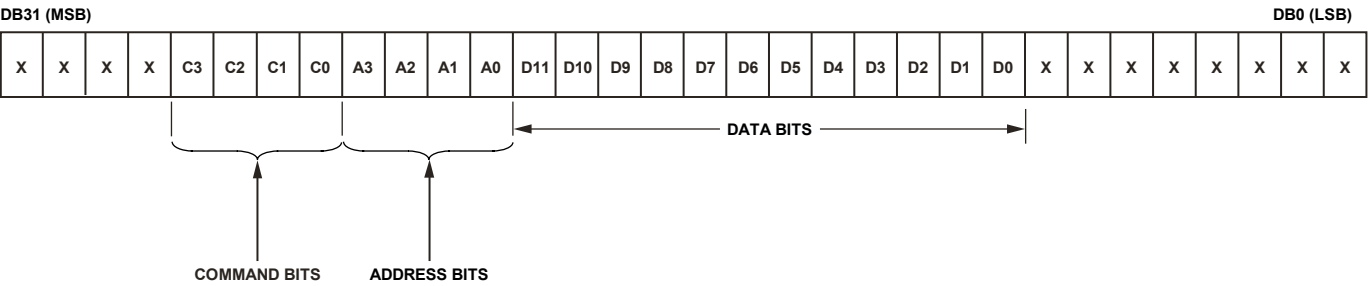 DB31 (MSB) DB0 (LSB)
X X X X C3 C2 C1 C0 A3 A2 A1 A0 D11 D10 D9 D8 D7 D6 D5 D4 D3 D2 D1 D0 X X X X X X X X
DATA BITS
COMMAND BITS ADDRESS BITS